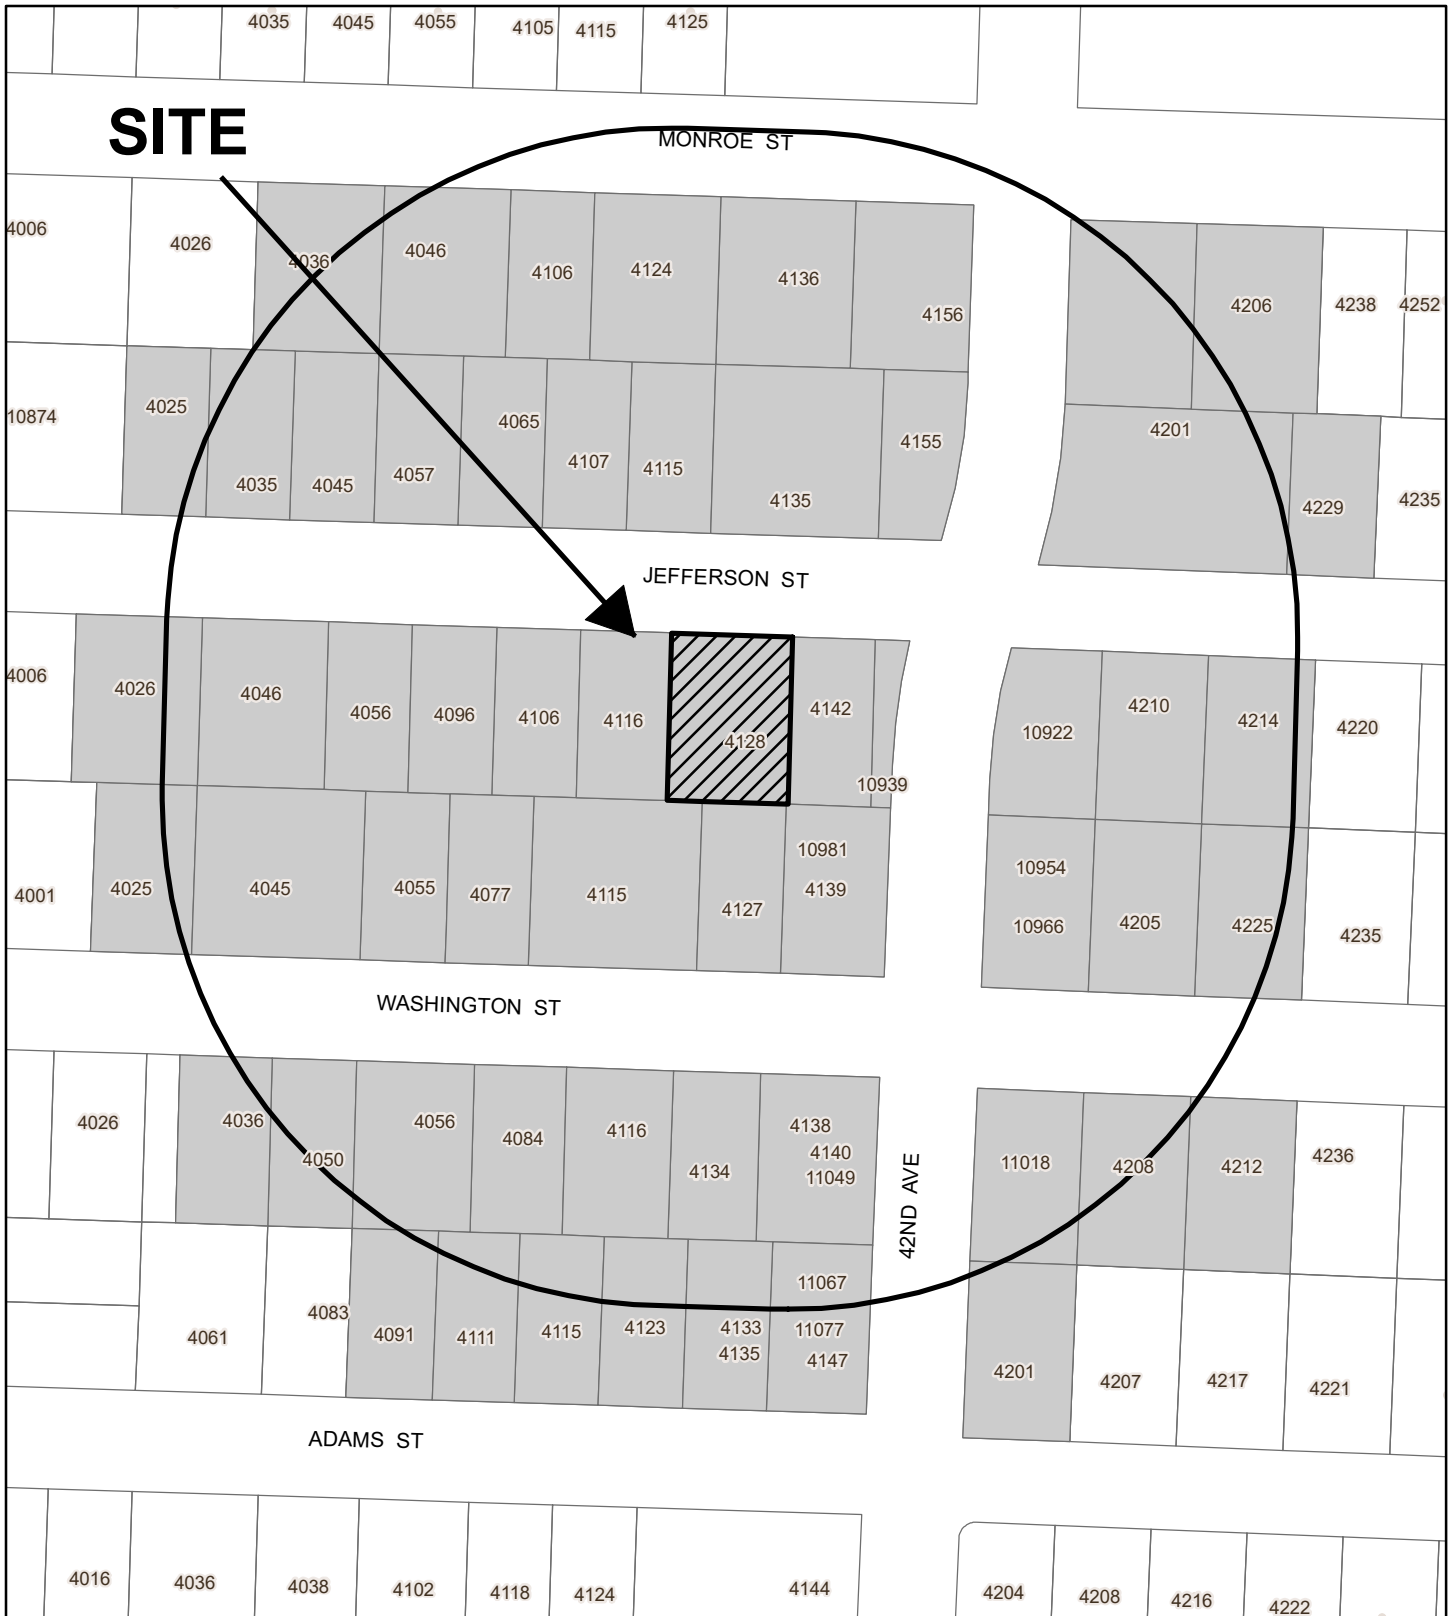 4035 4045 4055 4105 4115 4125
SITE
MONROE ST
4006 4026 4036 4046 4106 4124 4136 4156 4206 4238 4252
10874 4025 4035 4045 4057 4065 4107 4115 4135 4155 4201 4229 4235
JEFFERSON ST
4006 4026 4046 4056 4096 4106 4116 4128 4142 10939 10922 4210 4214 4220
4001 4025 4045 4055 4077 4115 4127 10981 10954
4139 10966 4205 4225 4235
WASHINGTON ST
4026 4036 4050 4056 4084 4116 4134 4138 11018 4208 4212 4236
4140
11049
42ND AVE
4061 4083 4091 4111 4115 4123 4133 11067
4135 11077
4147 4201 4207 4217 4221
ADAMS ST
4016 4036 4038 4102 4118 4124 4144 4204 4208 4216 4222